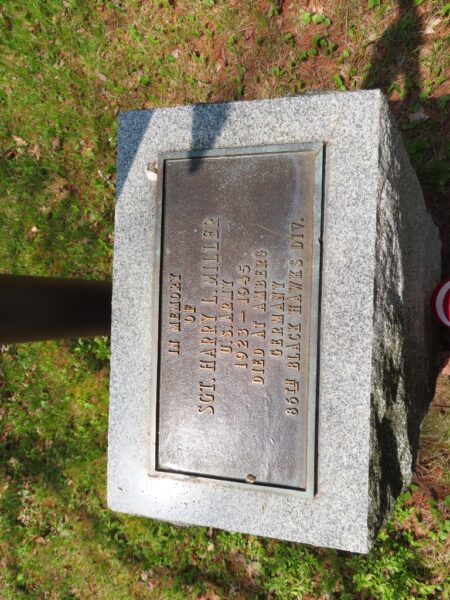 IN MEMORY
OF
SGT. HARRY L. MILLER
U.S. ARMY
1923 – 1945
DIED AT AMBERG
GERMANY
86TH BLACK HAWKS DIV.